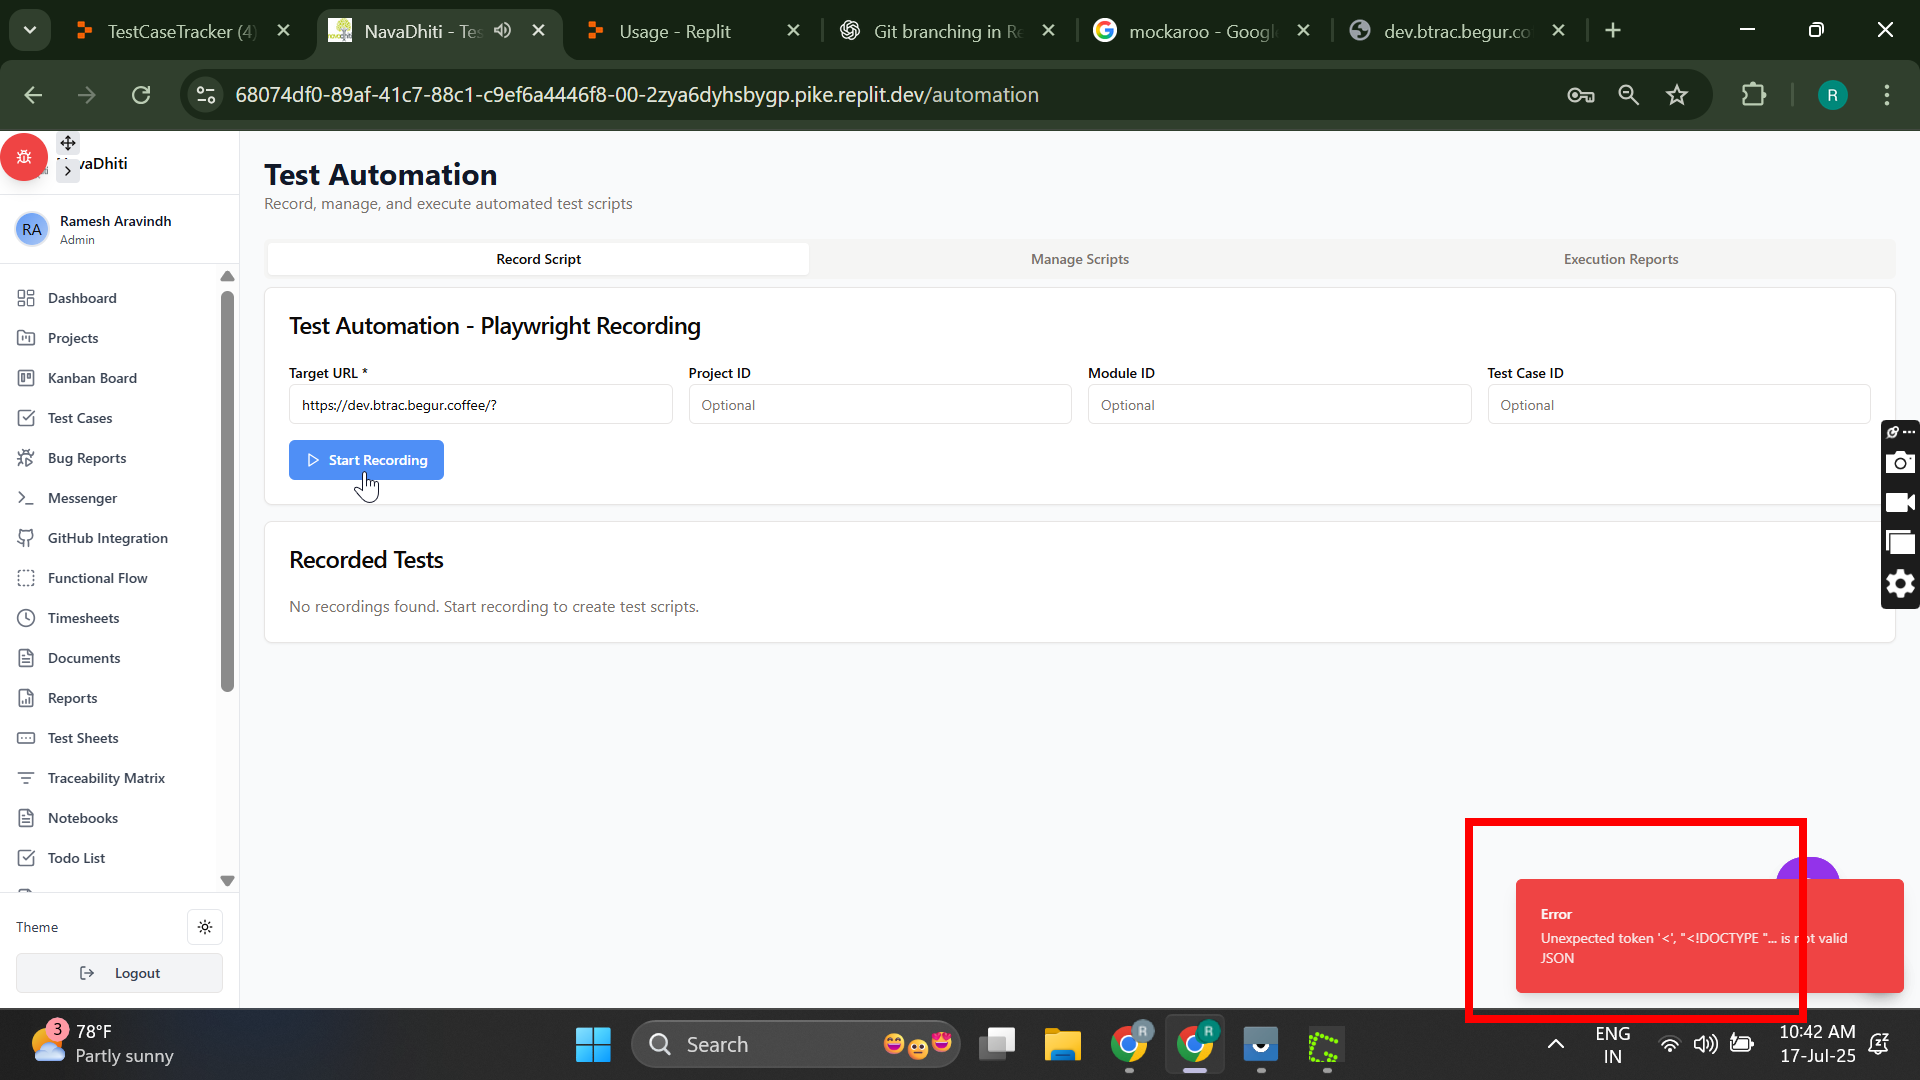 TestCaseTracker (4)
NavaDhiti - Tes
Usage - Replit
Git branching in Re
mockaroo - Googl
dev.btrac.begur.co
68074df0-89af-41c7-88c1-c9ef6a4446f8-00-2zya6dyhsbygp.pike.replit.dev/automation
R
vaDhiti
RA
Ramesh Aravindh
Admin
Dashboard
Projects
Kanban Board
Test Cases
Bug Reports
Messenger
GitHub Integration
Functional Flow
Timesheets
Documents
Reports
Test Sheets
Traceability Matrix
Notebooks
Todo List
Theme
Logout
Test Automation
Record, manage, and execute automated test scripts
Record Script
Manage Scripts
Execution Reports
Test Automation - Playwright Recording
Target URL *
https://dev.btrac.begur.coffee/?
Project ID
Optional
Module ID
Optional
Test Case ID
Optional
Start Recording
Recorded Tests
No recordings found. Start recording to create test scripts.
Error
Unexpected token '<', "<!DOCTYPE "... is not valid
JSON
3
78°F
Partly sunny
Search
R
R
ENG
IN
10:42 AM
17-Jul-25